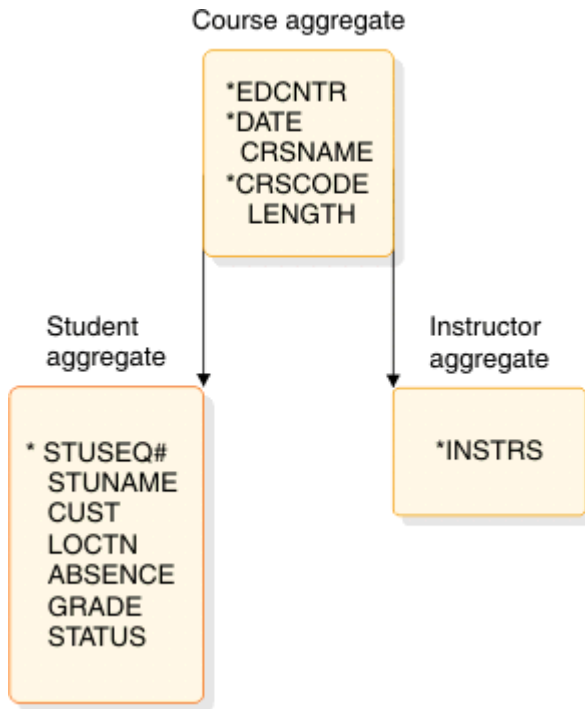 Course aggregate
*EDCNTR
*DATE
CRSNAME
*CRSCODE
LENGTH
Student
aggregate
* STUSEQ#
STUNAME
CUST
LOCTN
ABSENCE
GRADE
STATUS
Instructor
aggregate
*INSTRS